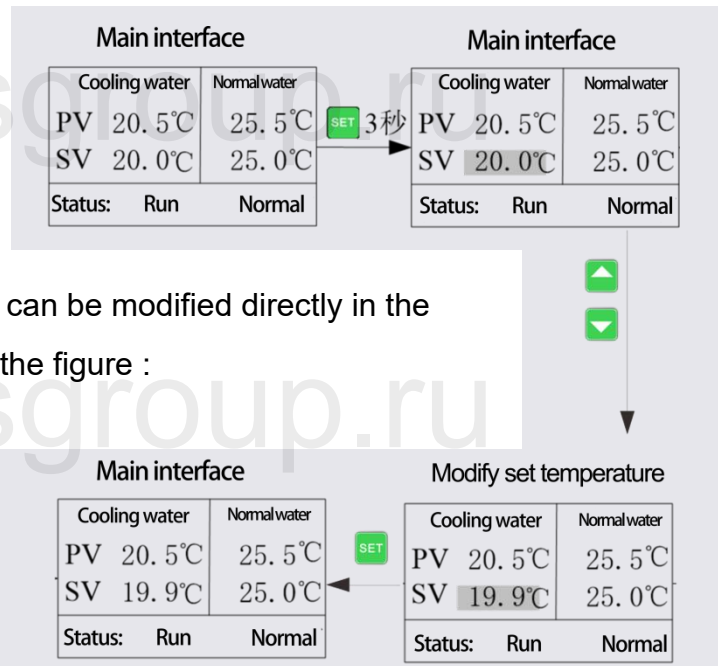 Main interface
Cooling water Normal water
PV 20.5℃ 25.5℃
SV 20.0℃ 25.0℃
Status: Run Normal
SET 3秒
Main interface
Cooling water Normal water
PV 20.5℃ 25.5℃
SV 20.0℃ 25.0℃
Status: Run Normal
can be modified directly in the
the figure :
Main interface
Cooling water Normal water
PV 20.5℃ 25.5℃
SV 19.9℃ 25.0℃
Status: Run Normal
SET
Modify set temperature
Cooling water Normal water
PV 20.5℃ 25.5℃
SV 19.9℃ 25.0℃
Status: Run Normal
sgroup.ru
sgroup.ru